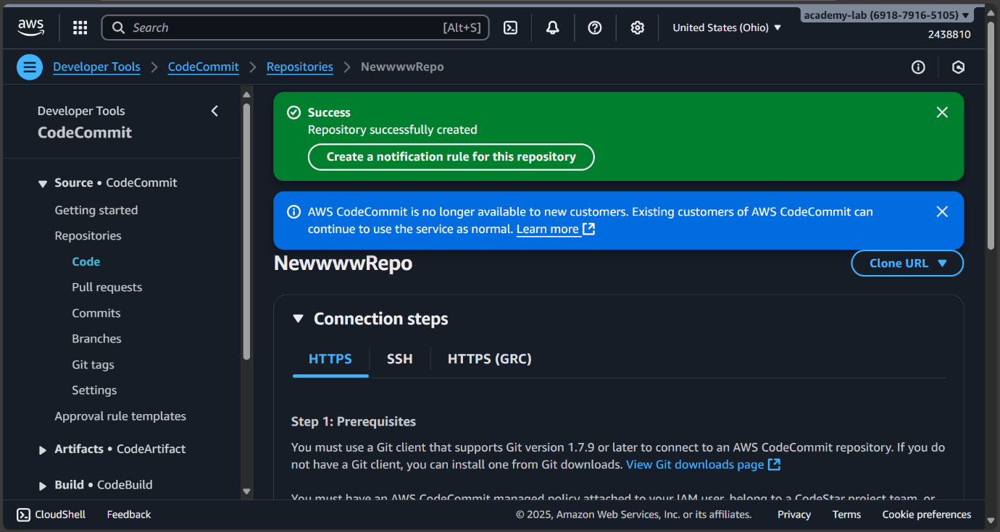 aws
Search
[Alt+S]
United States (Ohio)
academy-lab (6918-7916-5105)
2438810
Developer Tools
CodeCommit
Repositories
NewwwwRepo
Developer Tools
CodeCommit
Source • CodeCommit
Getting started
Repositories
Code
Pull requests
Commits
Branches
Git tags
Settings
Approval rule templates
Artifacts • CodeArtifact
Build • CodeBuild
Success
Repository successfully created
Create a notification rule for this repository
AWS CodeCommit is no longer available to new customers. Existing customers of AWS CodeCommit can
continue to use the service as normal. Learn more
NewwwwRepo
Clone URL
Connection steps
HTTPS
SSH
HTTPS (GRC)
Step 1: Prerequisites
You must use a Git client that supports Git version 1.7.9 or later to connect to an AWS CodeCommit repository. If you do
not have a Git client, you can install one from Git downloads. View Git downloads page
You must have an AWS CodeCommit managed policy attached to your IAM user, belong to a CodeStar project team, or
CloudShell
Feedback
© 2025, Amazon Web Services, Inc. or its affiliates.
Privacy
Terms
Cookie preferences